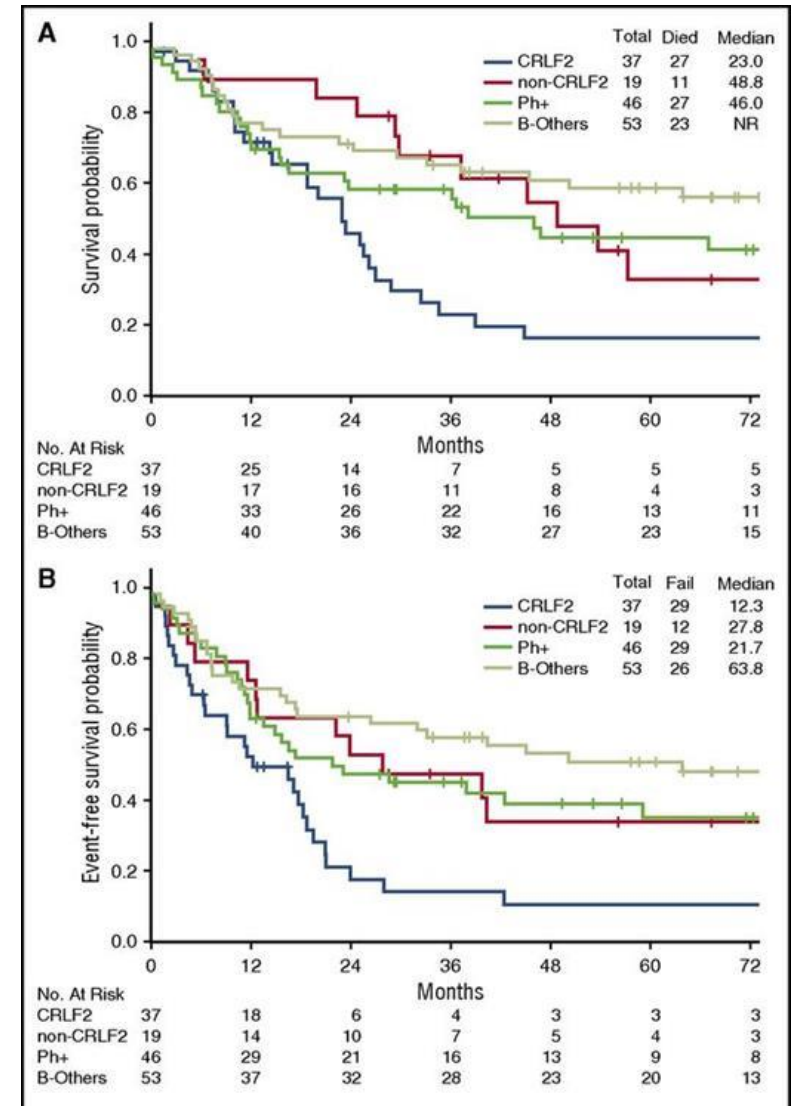 A
Total Died Median
CRLF2 37 27 23.0
non-CRLF2 19 11 48.8
Ph+ 46 27 46.0
B-Others 53 23 NR
Survival probability
1.0
0.8
0.6
0.4
0.2
0.0
0 12 24 36 48 60 72
Months
No. At Risk
CRLF2 37 25 14 7 5 5 5
non-CRLF2 19 17 16 11 8 4 3
Ph+ 46 33 26 22 16 13 11
B-Others 53 40 36 32 27 23 15
B
Total Fail Median
CRLF2 37 29 12.3
non-CRLF2 19 12 27.8
Ph+ 46 29 21.7
B-Others 53 26 63.8
Event-free survival probability
1.0
0.8
0.6
0.4
0.2
0.0
0 12 24 36 48 60 72
Months
No. At Risk
CRLF2 37 18 6 4 3 3 3
non-CRLF2 19 14 10 7 5 4 3
Ph+ 46 29 21 16 13 9 8
B-Others 53 37 32 28 23 20 13